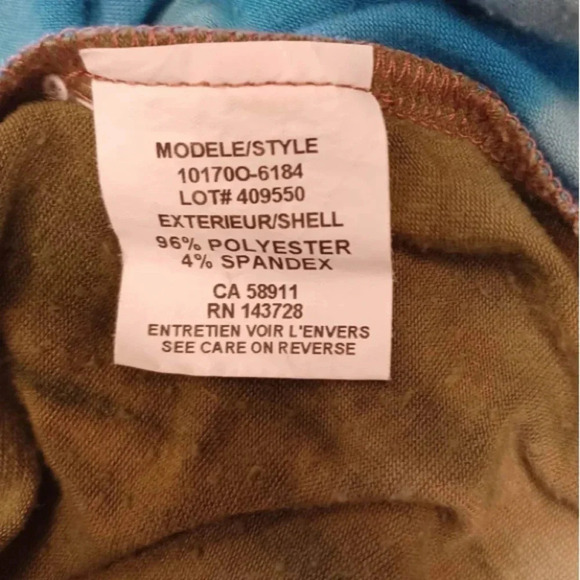 MODELE/STYLE
10170O-6184
LOT# 409550
EXTERIEUR/SHELL
96% POLYESTER
4% SPANDEX
CA 58911
RN 143728
ENTRETIEN VOIR L'ENVERS
SEE CARE ON REVERSE